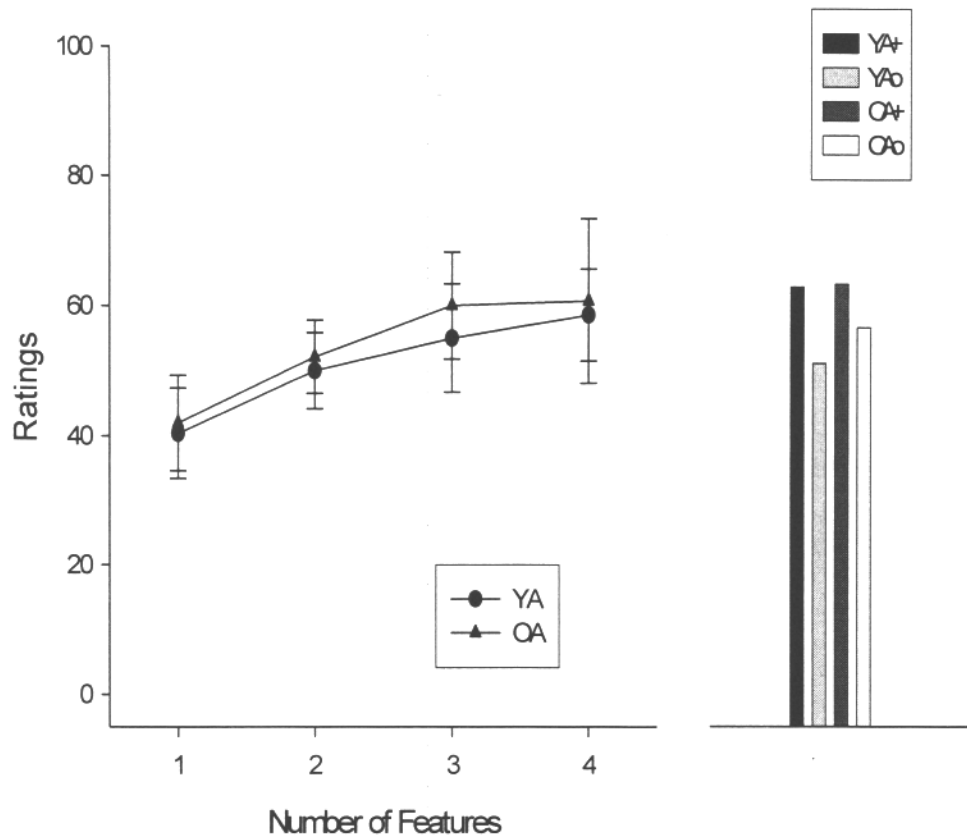 100
80
60
40
20
0
Ratings
1 2 3 4
Number of Features
YA
OA
YA+
YAo
OA+
OAo